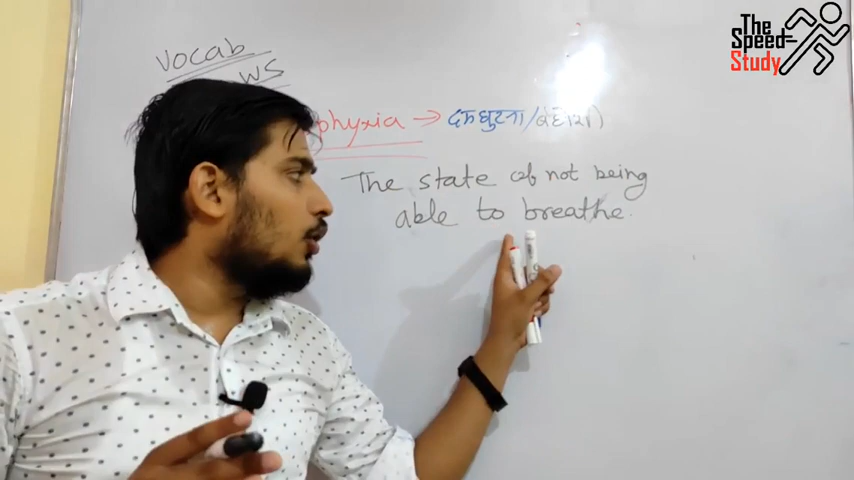 The
Speed
Study
vocab
WS
phyxia → दम घुटना/बेहोशी
The state of not being
able to breathe.